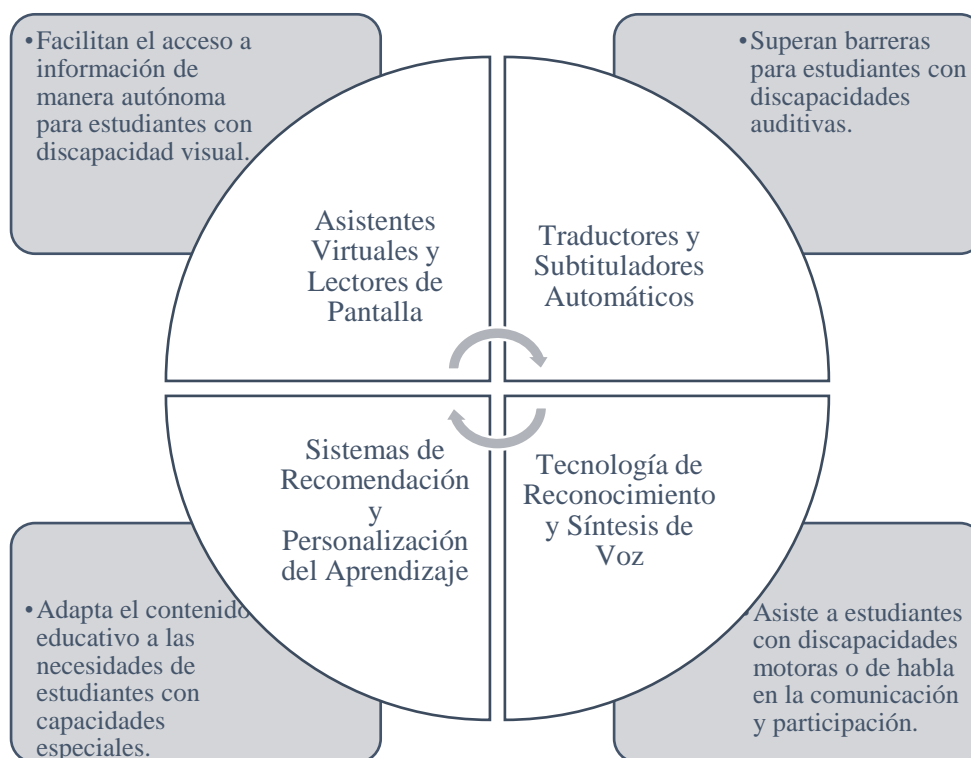 •Facilitan el acceso a
información de
manera autónoma
para estudiantes con
discapacidad visual.
•Superan barreras
para estudiantes con
discapacidades
auditivas.
Asistentes
Virtuales y
Lectores de
Pantalla
Traductores y
Subtituladores
Automáticos
Sistemas de
Recomendación
y
Personalización
del Aprendizaje
Tecnología de
Reconocimiento
y Síntesis de
Voz
•Adapta el contenido
educativo a las
necesidades de
estudiantes con
capacidades
especiales.
•Asiste a estudiantes
con discapacidades
motoras o de habla
en la comunicación
y participación.